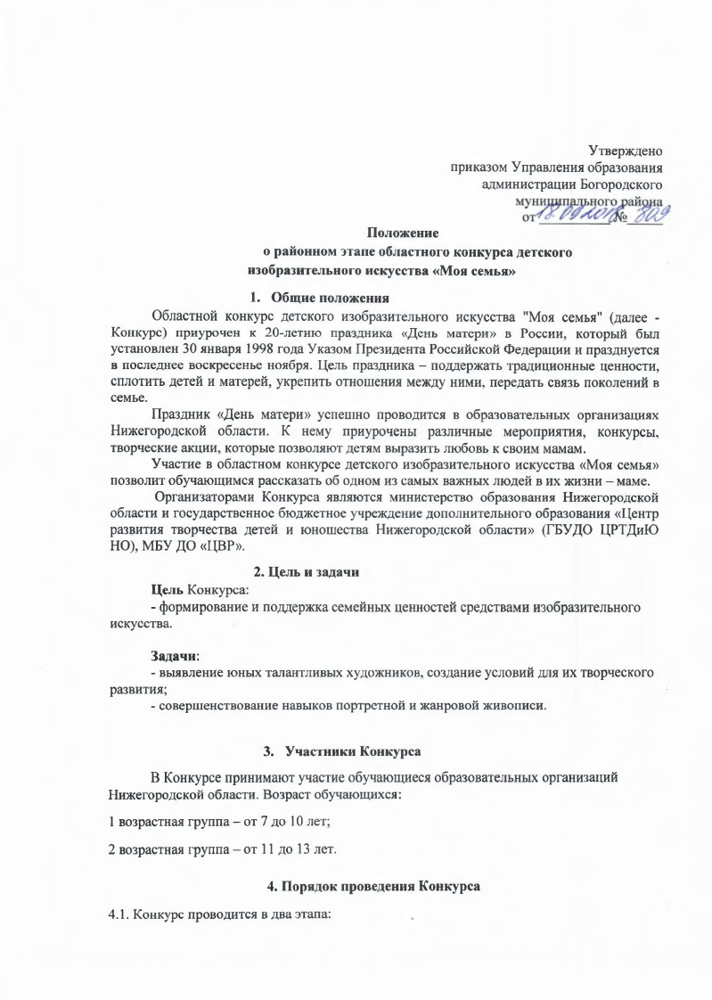 Утверждено
приказом Управления образования
администрации Богородского
муниципального района
от 18.09.2018 № 809
Положение
о районном этапе областного конкурса детского
изобразительного искусства «Моя семья»
1. Общие положения
Областной конкурс детского изобразительного искусства "Моя семья" (далее -
Конкурс) приурочен к 20-летию праздника «День матери» в России, который был
установлен 30 января 1998 года Указом Президента Российской Федерации и празднуется
в последнее воскресенье ноября. Цель праздника – поддержать традиционные ценности,
сплотить детей и матерей, укрепить отношения между ними, передать связь поколений в
семье.
Праздник «День матери» успешно проводится в образовательных организациях
Нижегородской области. К нему приурочены различные мероприятия, конкурсы,
творческие акции, которые позволяют детям выразить любовь к своим мамам.
Участие в областном конкурсе детского изобразительного искусства «Моя семья»
позволит обучающимся рассказать об одном из самых важных людей в их жизни – маме.
Организаторами Конкурса являются министерство образования Нижегородской
области и государственное бюджетное учреждение дополнительного образования «Центр
развития творчества детей и юношества Нижегородской области» (ГБУДО ЦРТДиЮ
НО), МБУ ДО «ЦВР».
2. Цель и задачи
Цель Конкурса:
- формирование и поддержка семейных ценностей средствами изобразительного
искусства.
Задачи:
- выявление юных талантливых художников, создание условий для их творческого
развития;
- совершенствование навыков портретной и жанровой живописи.
3. Участники Конкурса
В Конкурсе принимают участие обучающиеся образовательных организаций
Нижегородской области. Возраст обучающихся:
1 возрастная группа – от 7 до 10 лет;
2 возрастная группа – от 11 до 13 лет.
4. Порядок проведения Конкурса
4.1. Конкурс проводится в два этапа: